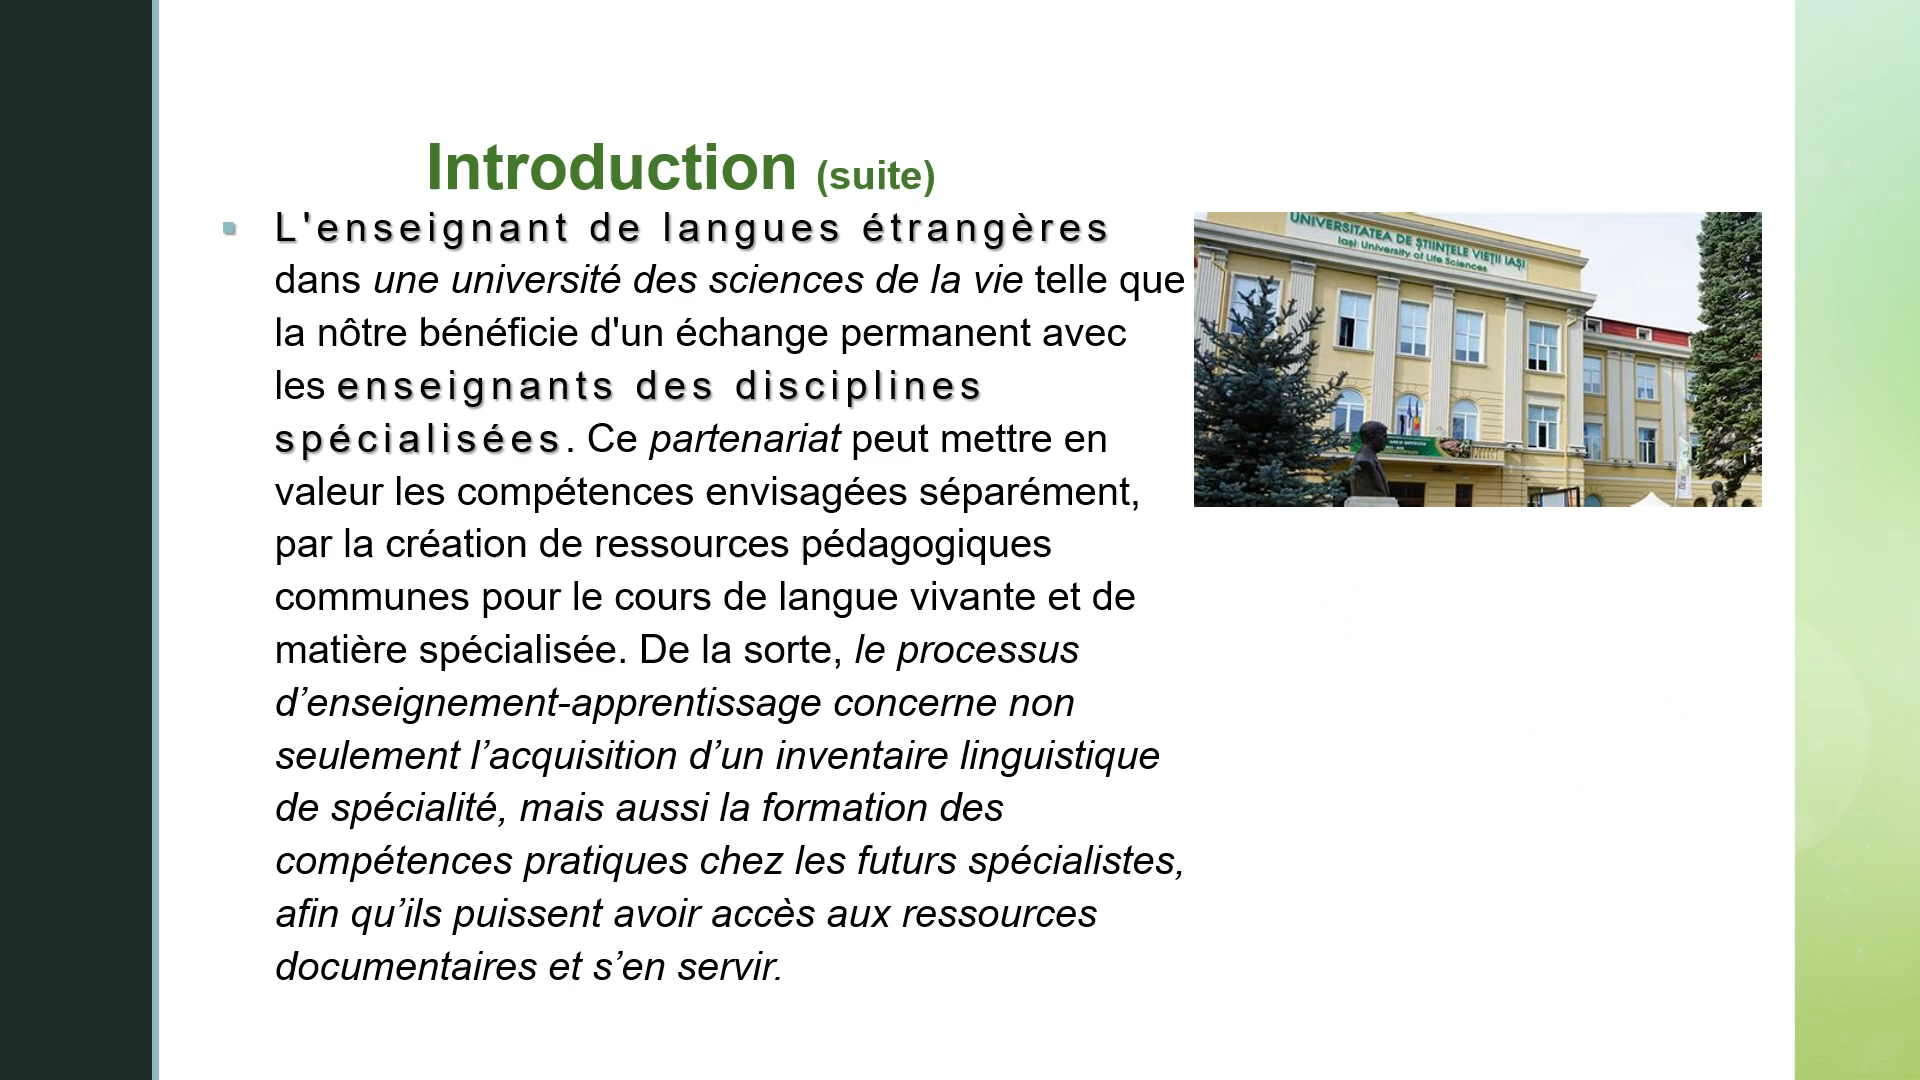 Introduction (suite)
L'enseignant de langues étrangères
dans une université des sciences de la vie telle que
la nôtre bénéficie d'un échange permanent avec
les enseignants des disciplines
spécialisées. Ce partenariat peut mettre en
valeur les compétences envisagées séparément,
par la création de ressources pédagogiques
communes pour le cours de langue vivante et de
matière spécialisée. De la sorte, le processus
d’enseignement-apprentissage concerne non
seulement l’acquisition d’un inventaire linguistique
de spécialité, mais aussi la formation des
compétences pratiques chez les futurs spécialistes,
afin qu’ils puissent avoir accès aux ressources
documentaires et s’en servir.
UNIVERSITATEA DE ȘTIINȚELE VIEȚII IAȘI
Iași University of Life Sciences